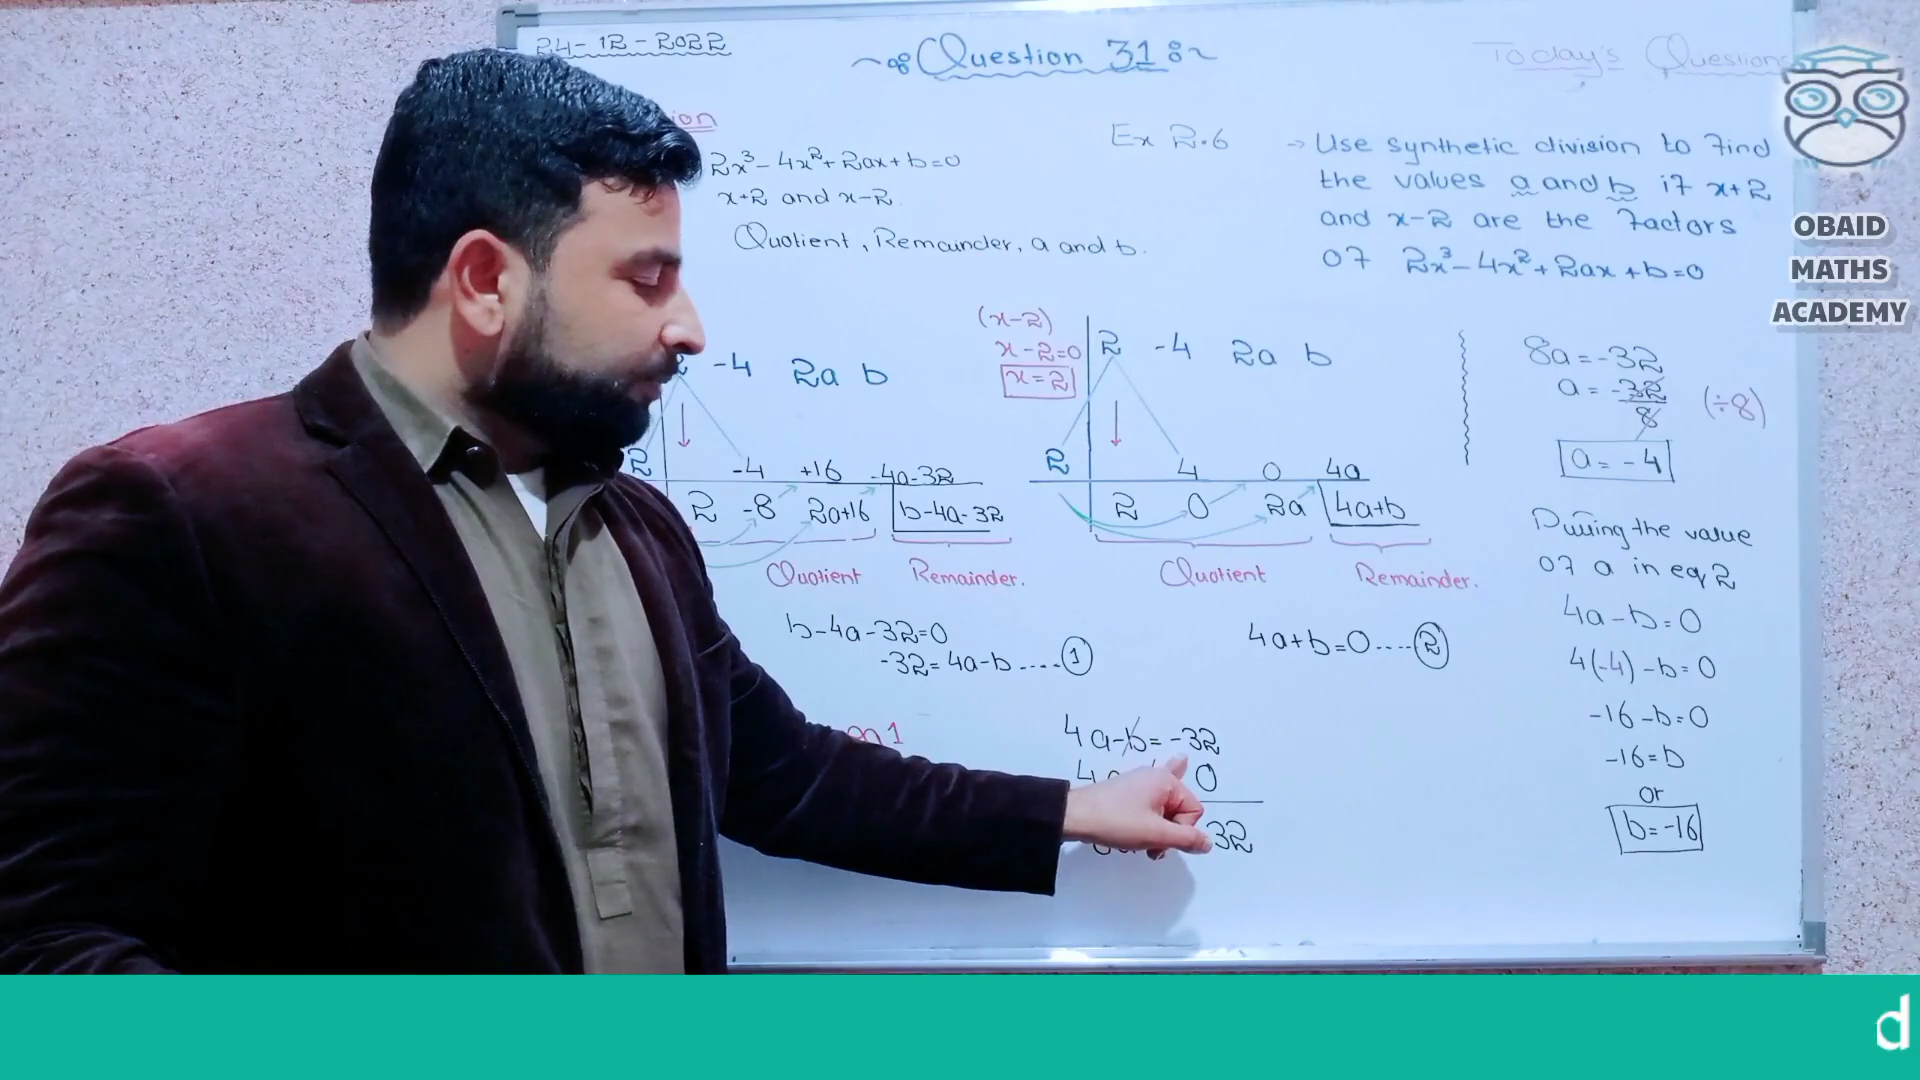 24-12-2022
Question 31
Today's Questions
2x³-4x²+2ax+b=0
x+2 and x-2
Quotient, Remainder, a and b.
Ex 2.6
→ Use synthetic division to find
the values a and b if x+2
and x-2 are the factors
of 2x³-4x²+2ax+b=0
OBAID
MATHS
ACADEMY
2 -4 2a b
-4 +16 -4a-32
2 -8 2a+16 b-4a-32
Quotient Remainder.
b-4a-32=0
-32=4a-b....①
(x-2)
x-2=0
x=2
2 -4 2a b
2 4 0 4a
2 0 2a 4a+b
Quotient Remainder.
4a+b=0....②
4a-b=-32
0
32
8a=-32
a=-32/8 (÷8)
a=-4
Putting the value
of a in eq 2
4a-b=0
4(-4)-b=0
-16-b=0
-16=b
or
b=-16
d